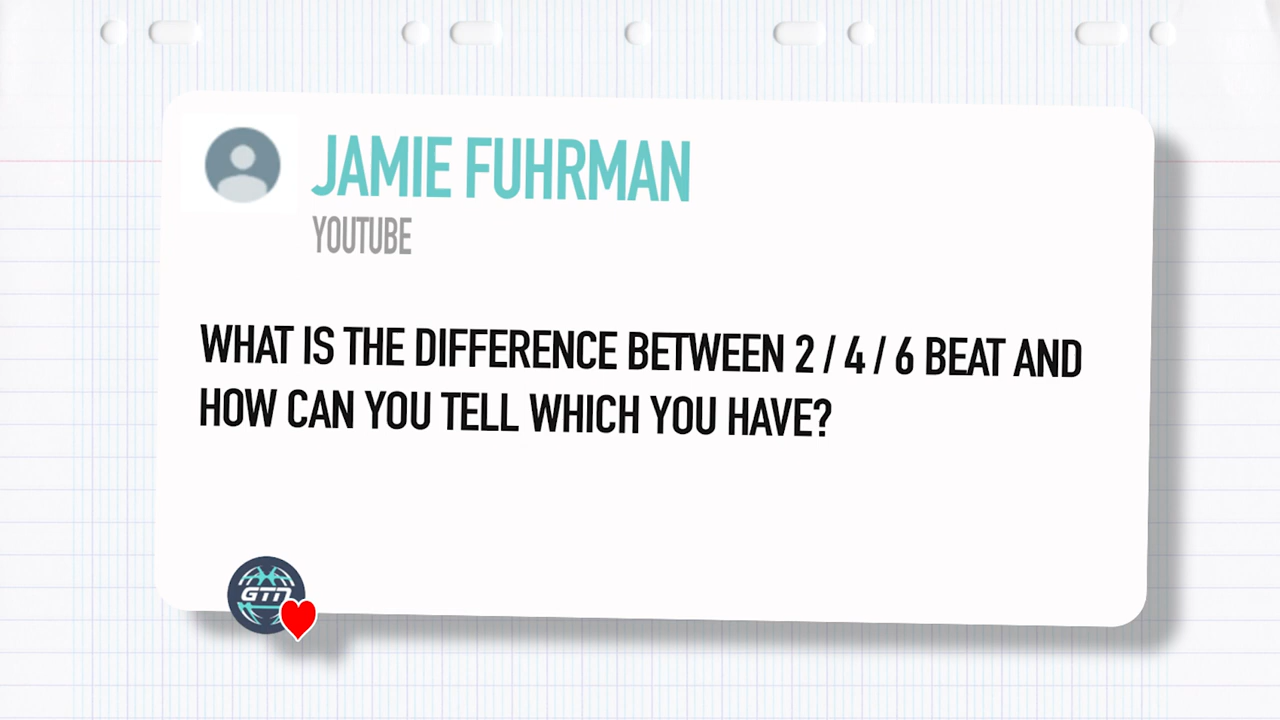 JAMIE FUHRMAN
YOUTUBE
WHAT IS THE DIFFERENCE BETWEEN 2 / 4 / 6 BEAT AND
HOW CAN YOU TELL WHICH YOU HAVE?
GTN